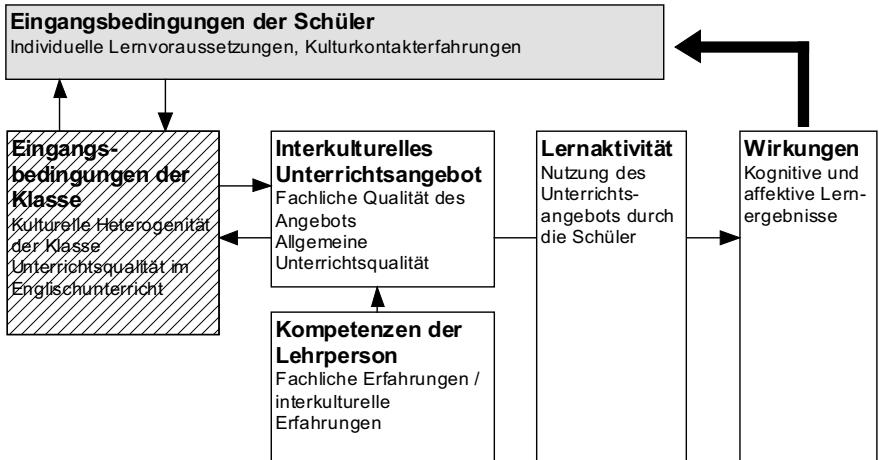 Eingangsbedingungen der Schüler
Individuelle Lernvoraussetzungen, Kulturkontakterfahrungen
Eingangs-
bedingungen der
Klasse
Kulturelle Heterogenität
der Klasse
Unterrichtsqualität im
Englischunterricht
Interkulturelles
Unterrichtsangebot
Fachliche Qualität des
Angebots
Allgemeine
Unterrichtsqualität
Kompetenzen der
Lehrperson
Fachliche Erfahrungen /
interkulturelle
Erfahrungen
Lernaktivität
Nutzung des
Unterrichts-
angebots durch
die Schüler
Wirkungen
Kognitive und
affektive Lern-
ergebnisse